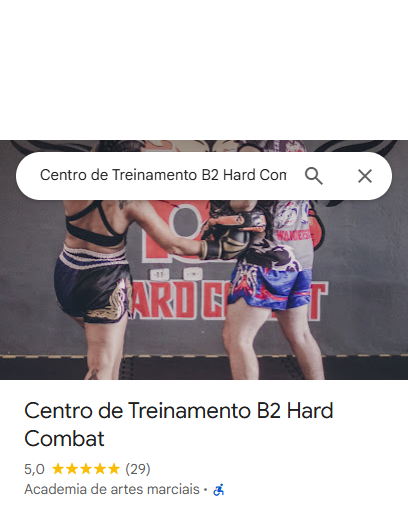 Centro de Treinamento B2 Hard Com
WANDERS
HARD C T
Centro de Treinamento B2 Hard
Combat
5,0 (29)
Academia de artes marciais ·